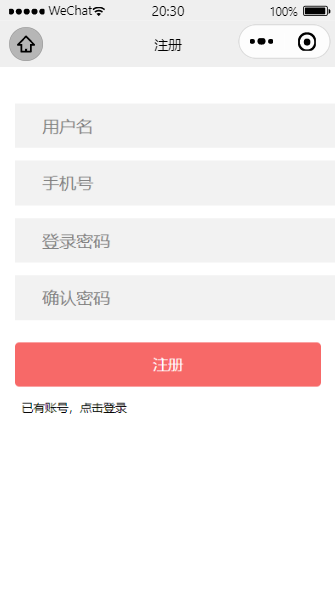 WeChat 20:30 100%
注册
用户名
手机号
登录密码
确认密码
注册
已有账号，点击登录